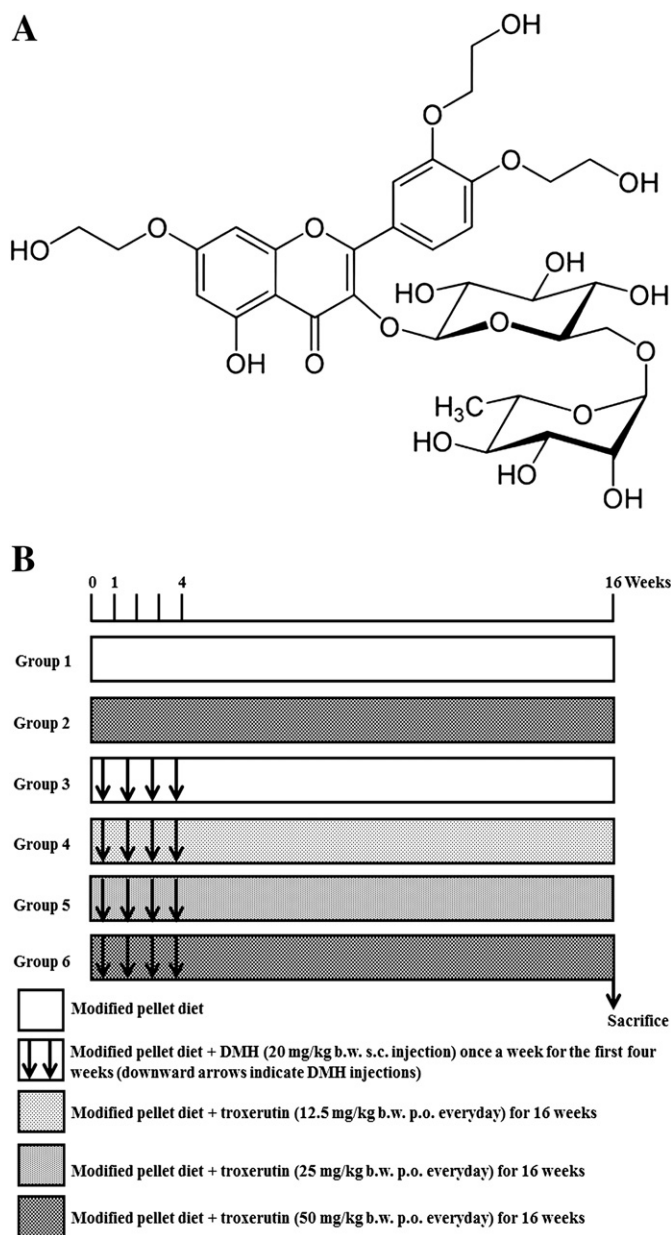 A
OH
O
O
OH
HO
O
O
OH
O
OH
O
HO
OH
OH
O
O
H3C
O
HO
HO
OH
OH
B
0 1 4 16 Weeks
Group 1
Group 2
Group 3
Group 4
Group 5
Group 6
Sacrifice
Modified pellet diet
Modified pellet diet + DMH (20 mg/kg b.w. s.c. injection) once a week for the first four
weeks (downward arrows indicate DMH injections)
Modified pellet diet + troxerutin (12.5 mg/kg b.w. p.o. everyday) for 16 weeks
Modified pellet diet + troxerutin (25 mg/kg b.w. p.o. everyday) for 16 weeks
Modified pellet diet + troxerutin (50 mg/kg b.w. p.o. everyday) for 16 weeks